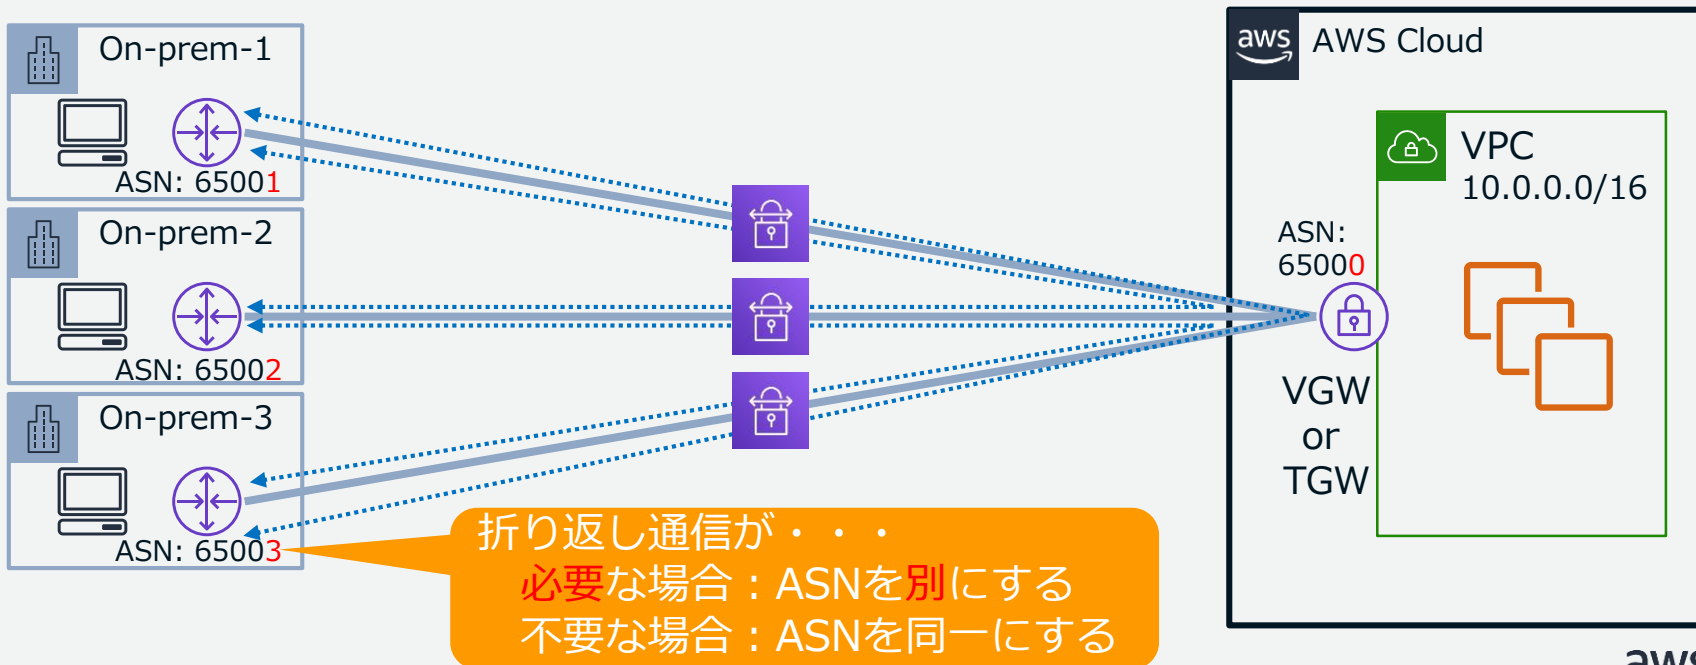 On-prem-1
ASN: 65001
On-prem-2
ASN: 65002
On-prem-3
ASN: 65003
折り返し通信が・・・
必要な場合：ASNを別にする
不要な場合：ASNを同一にする
aws
AWS Cloud
VPC
10.0.0.0/16
ASN:
65000
VGW
or
TGW
aws